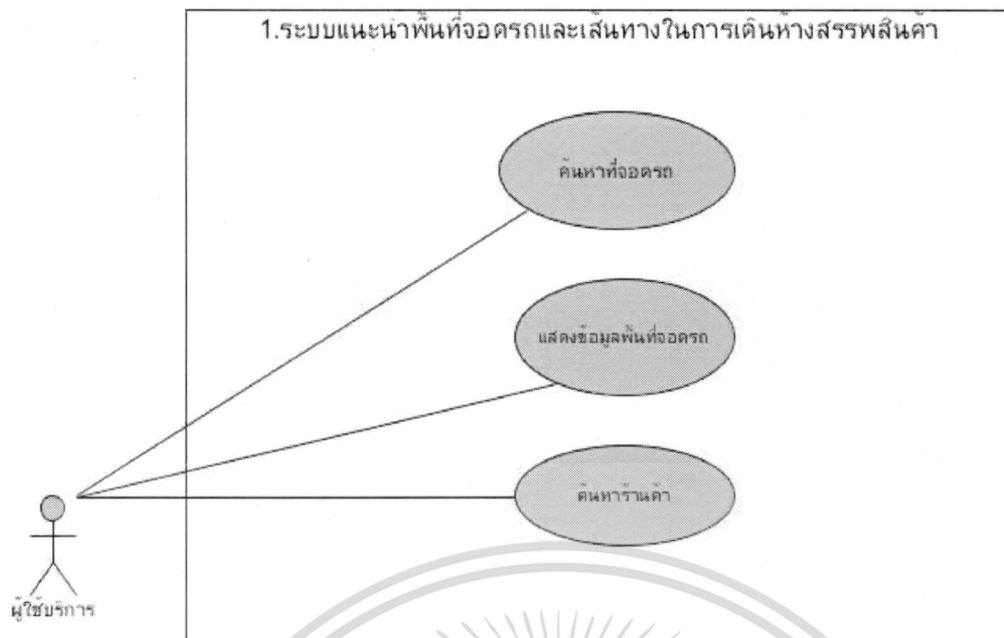 1.ระบบแนะนำพื้นที่จอดรถและเส้นทางในการเดินห้างสรรพสินค้า
ค้นหาที่จอดรถ
แสดงข้อมูลพื้นที่จอดรถ
ค้นหาร้านค้า
ผู้ใช้บริการ